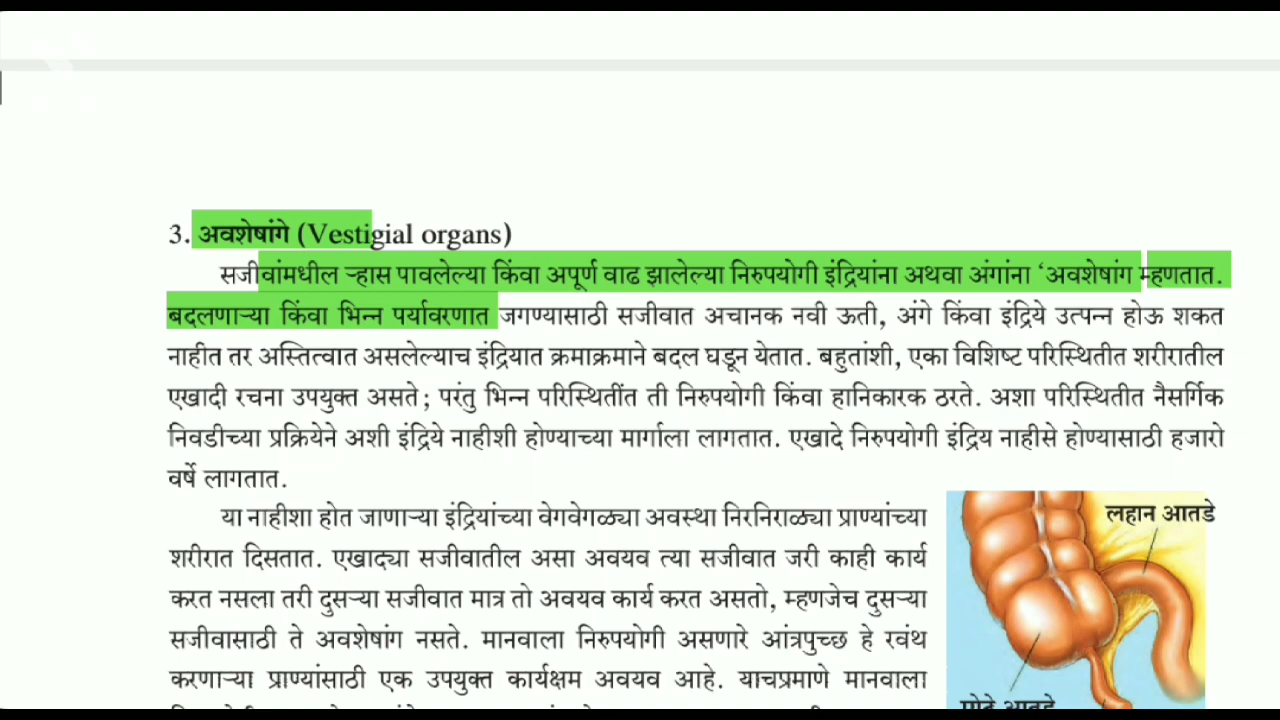 3. अवशेषांगे (Vestigial organs)
सजीवांमधील ऱ्हास पावलेल्या किंवा अपूर्ण वाढ झालेल्या निरुपयोगी इंद्रियांना अथवा अंगांना ‘अवशेषांग म्हणतात.
बदलणाऱ्या किंवा भिन्न पर्यावरणात जगण्यासाठी सजीवात अचानक नवी ऊती, अंगे किंवा इंद्रिये उत्पन्न होऊ शकत
नाहीत तर अस्तित्वात असलेल्याच इंद्रियात क्रमाक्रमाने बदल घडून येतात. बहुतांशी, एका विशिष्ट परिस्थितीत शरीरातील
एखादी रचना उपयुक्त असते; परंतु भिन्न परिस्थितींत ती निरुपयोगी किंवा हानिकारक ठरते. अशा परिस्थितीत नैसर्गिक
निवडीच्या प्रक्रियेने अशी इंद्रिये नाहीशी होण्याच्या मार्गाला लागतात. एखादे निरुपयोगी इंद्रिय नाहीसे होण्यासाठी हजारो
वर्षे लागतात.
या नाहीशा होत जाणाऱ्या इंद्रियांच्या वेगवेगळ्या अवस्था निरनिराळ्या प्राण्यांच्या
शरीरात दिसतात. एखाद्या सजीवातील असा अवयव त्या सजीवात जरी काही कार्य
करत नसला तरी दुसऱ्या सजीवात मात्र तो अवयव कार्य करत असतो, म्हणजेच दुसऱ्या
सजीवासाठी ते अवशेषांग नसते. मानवाला निरुपयोगी असणारे आंत्रपुच्छ हे रवंथ
करणाऱ्या प्राण्यांसाठी एक उपयुक्त कार्यक्षम अवयव आहे. याचप्रमाणे मानवाला
लहान आतडे
मोठे आतडे